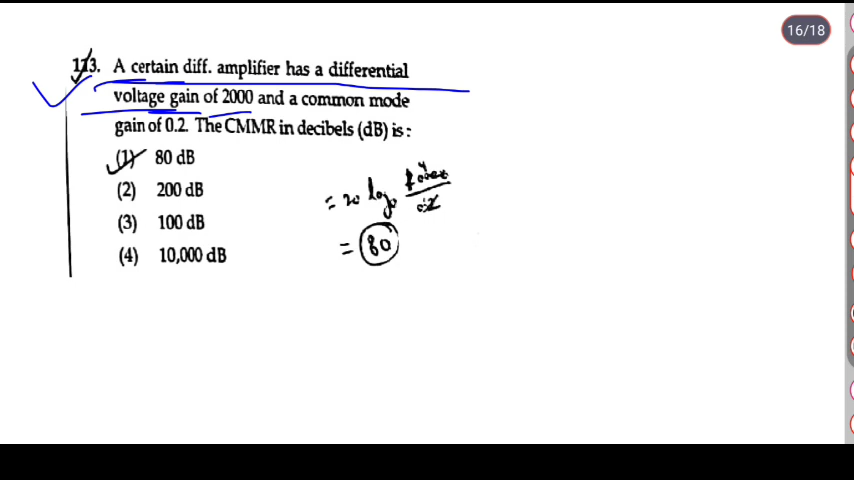 16/18
113. A certain diff. amplifier has a differential
voltage gain of 2000 and a common mode
gain of 0.2. The CMMR in decibels (dB) is :
(1) 80 dB
(2) 200 dB
(3) 100 dB
(4) 10,000 dB
= 20 log
= 80